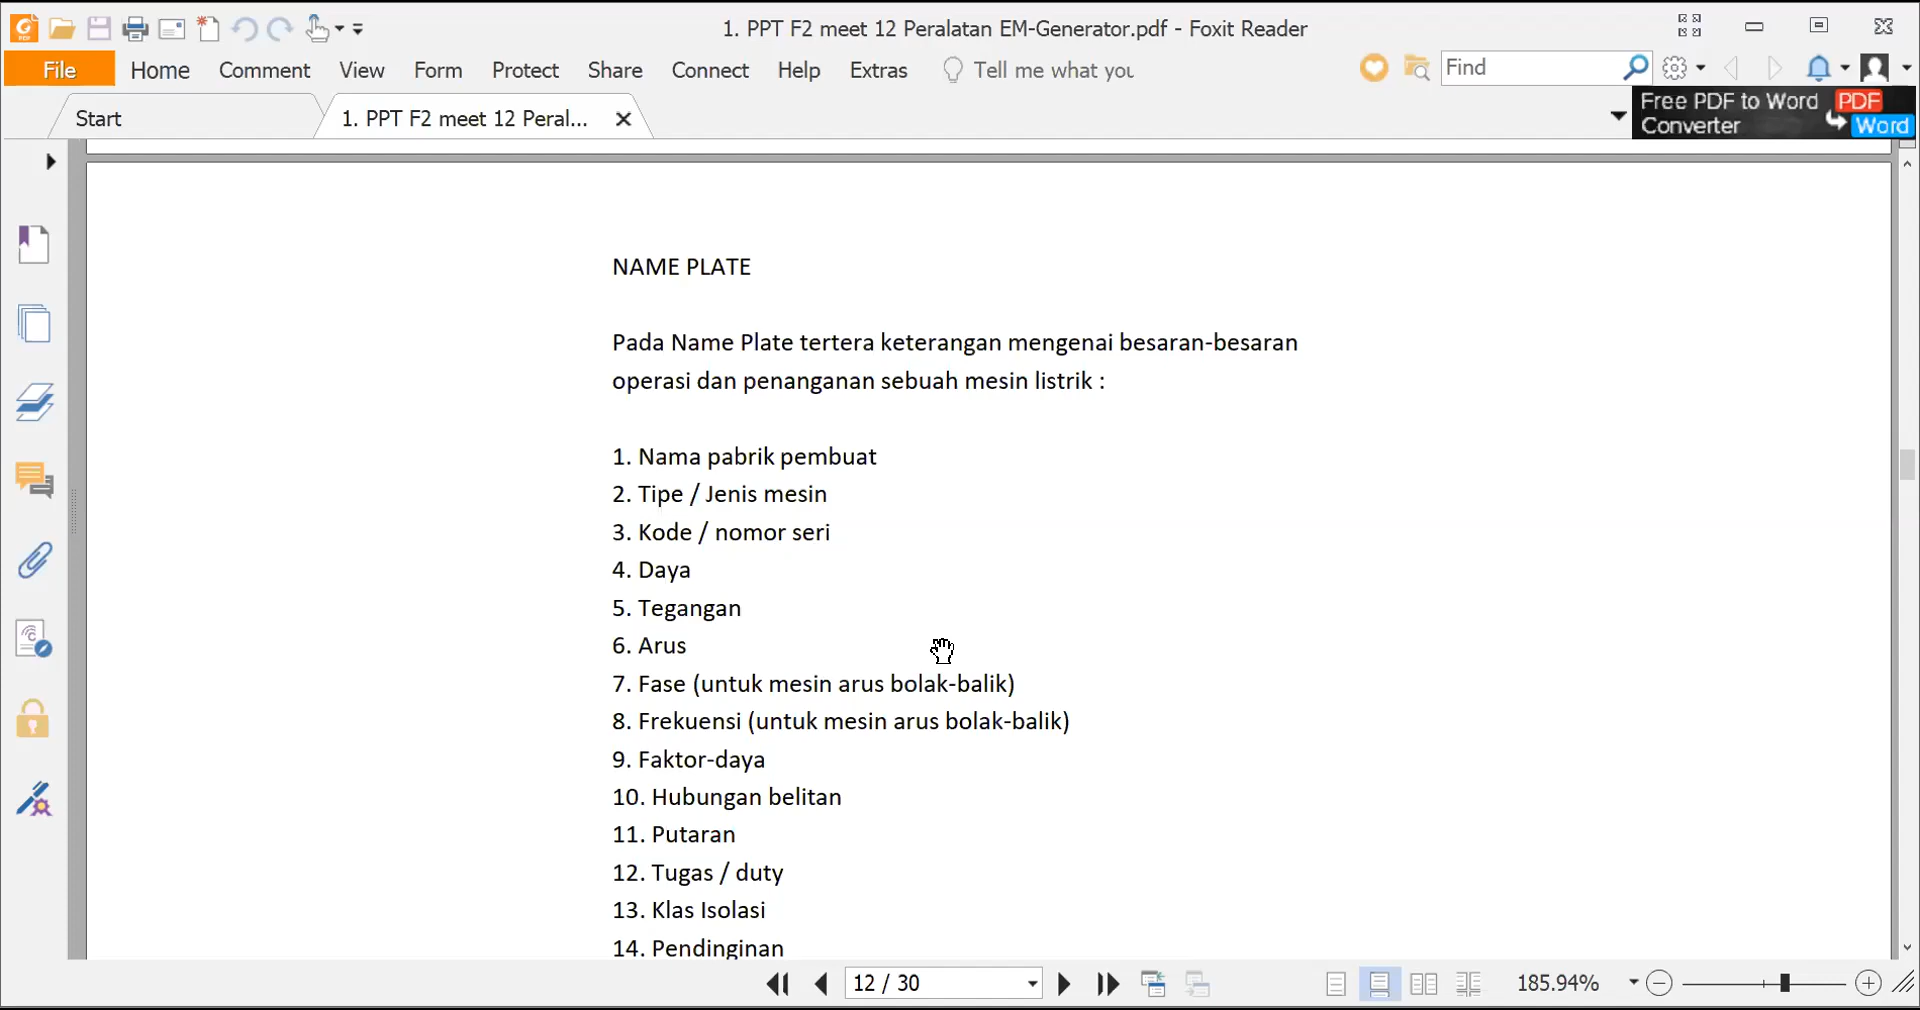 1. PPT F2 meet 12 Peralatan EM-Generator.pdf - Foxit Reader
File Home Comment View Form Protect Share Connect Help Extras Tell me what you Find
Start 1. PPT F2 meet 12 Peral...
Free PDF to Word PDF
Converter Word
NAME PLATE
Pada Name Plate tertera keterangan mengenai besaran-besaran
operasi dan penanganan sebuah mesin listrik :
1. Nama pabrik pembuat
2. Tipe / Jenis mesin
3. Kode / nomor seri
4. Daya
5. Tegangan
6. Arus
7. Fase (untuk mesin arus bolak-balik)
8. Frekuensi (untuk mesin arus bolak-balik)
9. Faktor-daya
10. Hubungan belitan
11. Putaran
12. Tugas / duty
13. Klas Isolasi
14. Pendinginan
12 / 30 185.94%